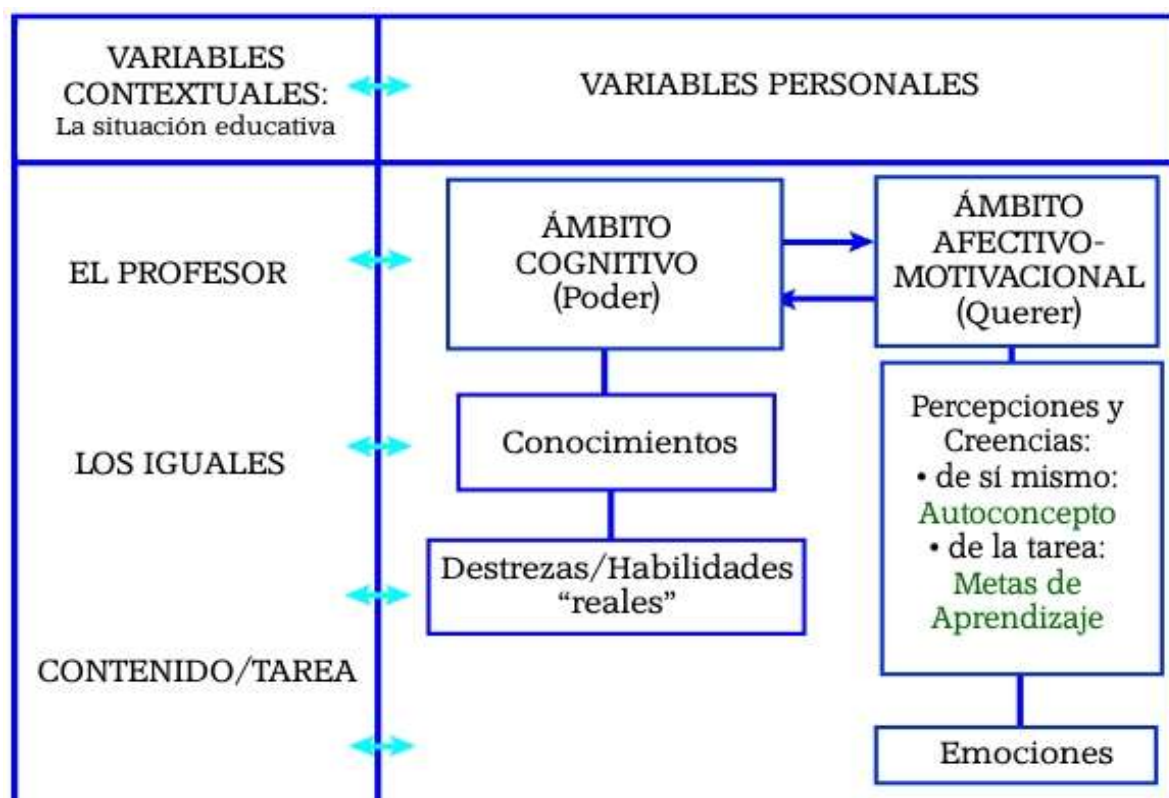 VARIABLES
CONTEXTUALES:
La situación educativa
VARIABLES PERSONALES
EL PROFESOR
LOS IGUALES
CONTENIDO/TAREA
ÁMBITO
COGNITIVO
(Poder)
Conocimientos
Destrezas/Habilidades
“reales”
ÁMBITO
AFECTIVO-
MOTIVACIONAL
(Querer)
Percepciones y
Creencias:
• de sí mismo:
Autoconcepto
• de la tarea:
Metas de
Aprendizaje
Emociones